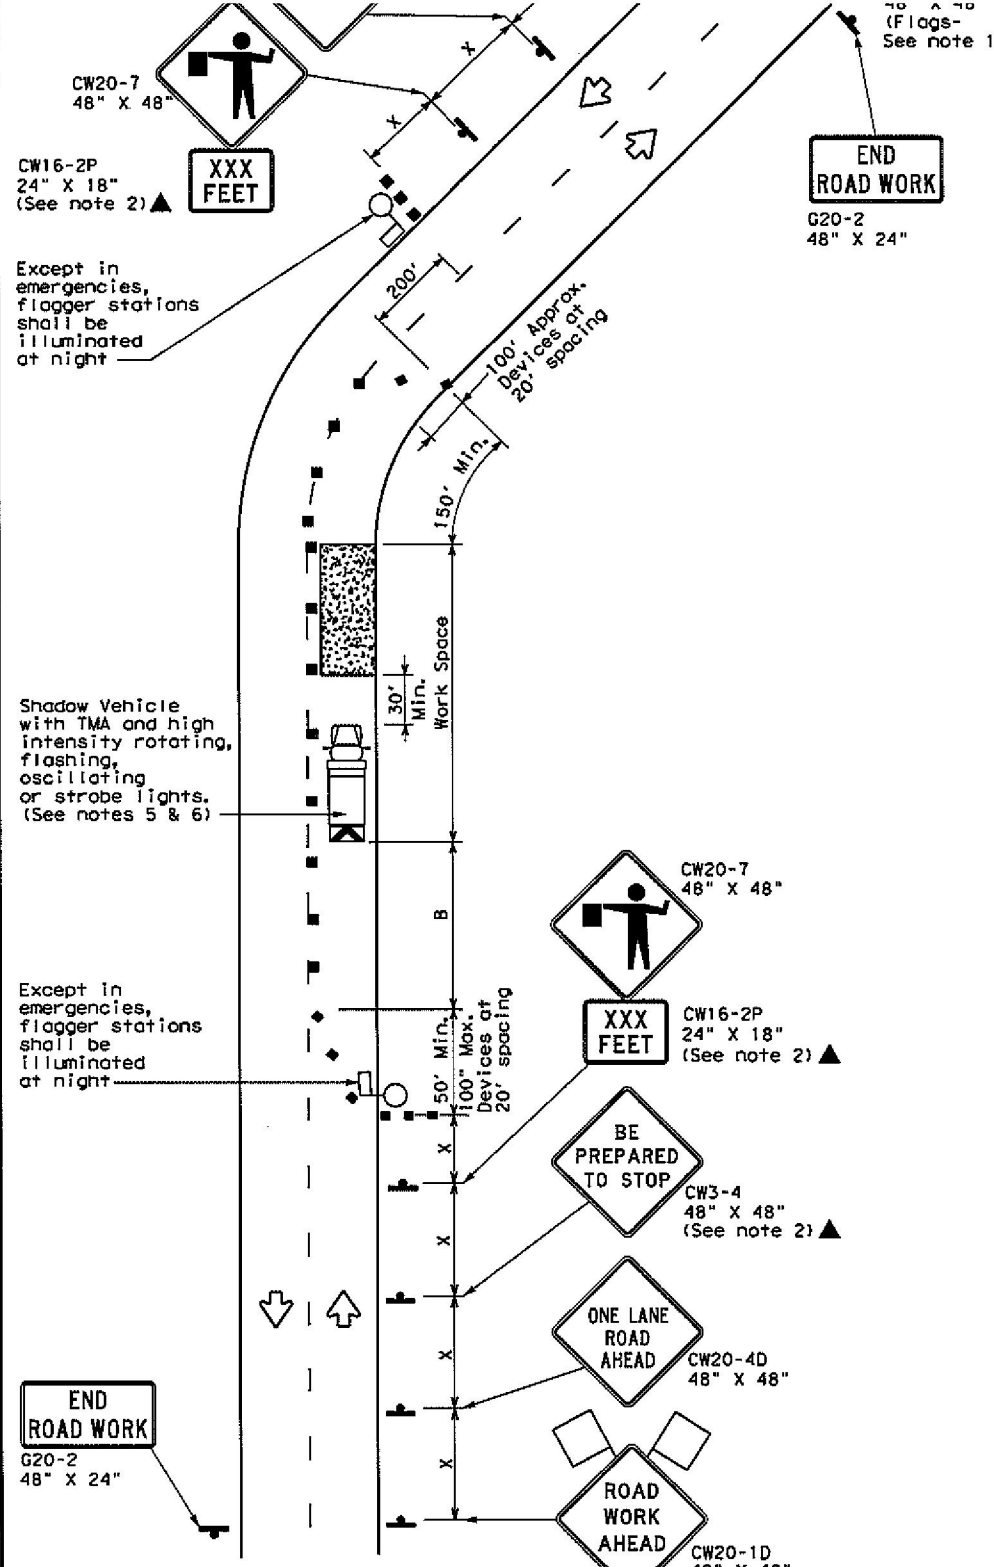 48" X 48"
(Flags-
See note 1
CW20-7
48" X 48"
X
X
END
ROAD WORK
G20-2
48" X 24"
CW16-2P
24" X 18"
(See note 2)▲
XXX
FEET
Except in
emergencies,
flagger stations
shall be
illuminated
at night
200'
100' Approx.
Devices at
20' spacing
150' Min.
Work Space
30'
Min.
Shadow Vehicle
with TMA and high
intensity rotating,
flashing,
oscillating
or strobe lights.
(See notes 5 & 6)
B
CW20-7
48" X 48"
XXX
FEET
CW16-2P
24" X 18"
(See note 2)▲
Except in
emergencies,
flagger stations
shall be
illuminated
at night
50' Min.
100" Max.
Devices at
20' spacing
X
BE
PREPARED
TO STOP
CW3-4
48" X 48"
(See note 2)▲
X
ONE LANE
ROAD
AHEAD
CW20-4D
48" X 48"
X
X
END
ROAD WORK
G20-2
48" X 24"
ROAD
WORK
AHEAD
CW20-1D
48" X 48"